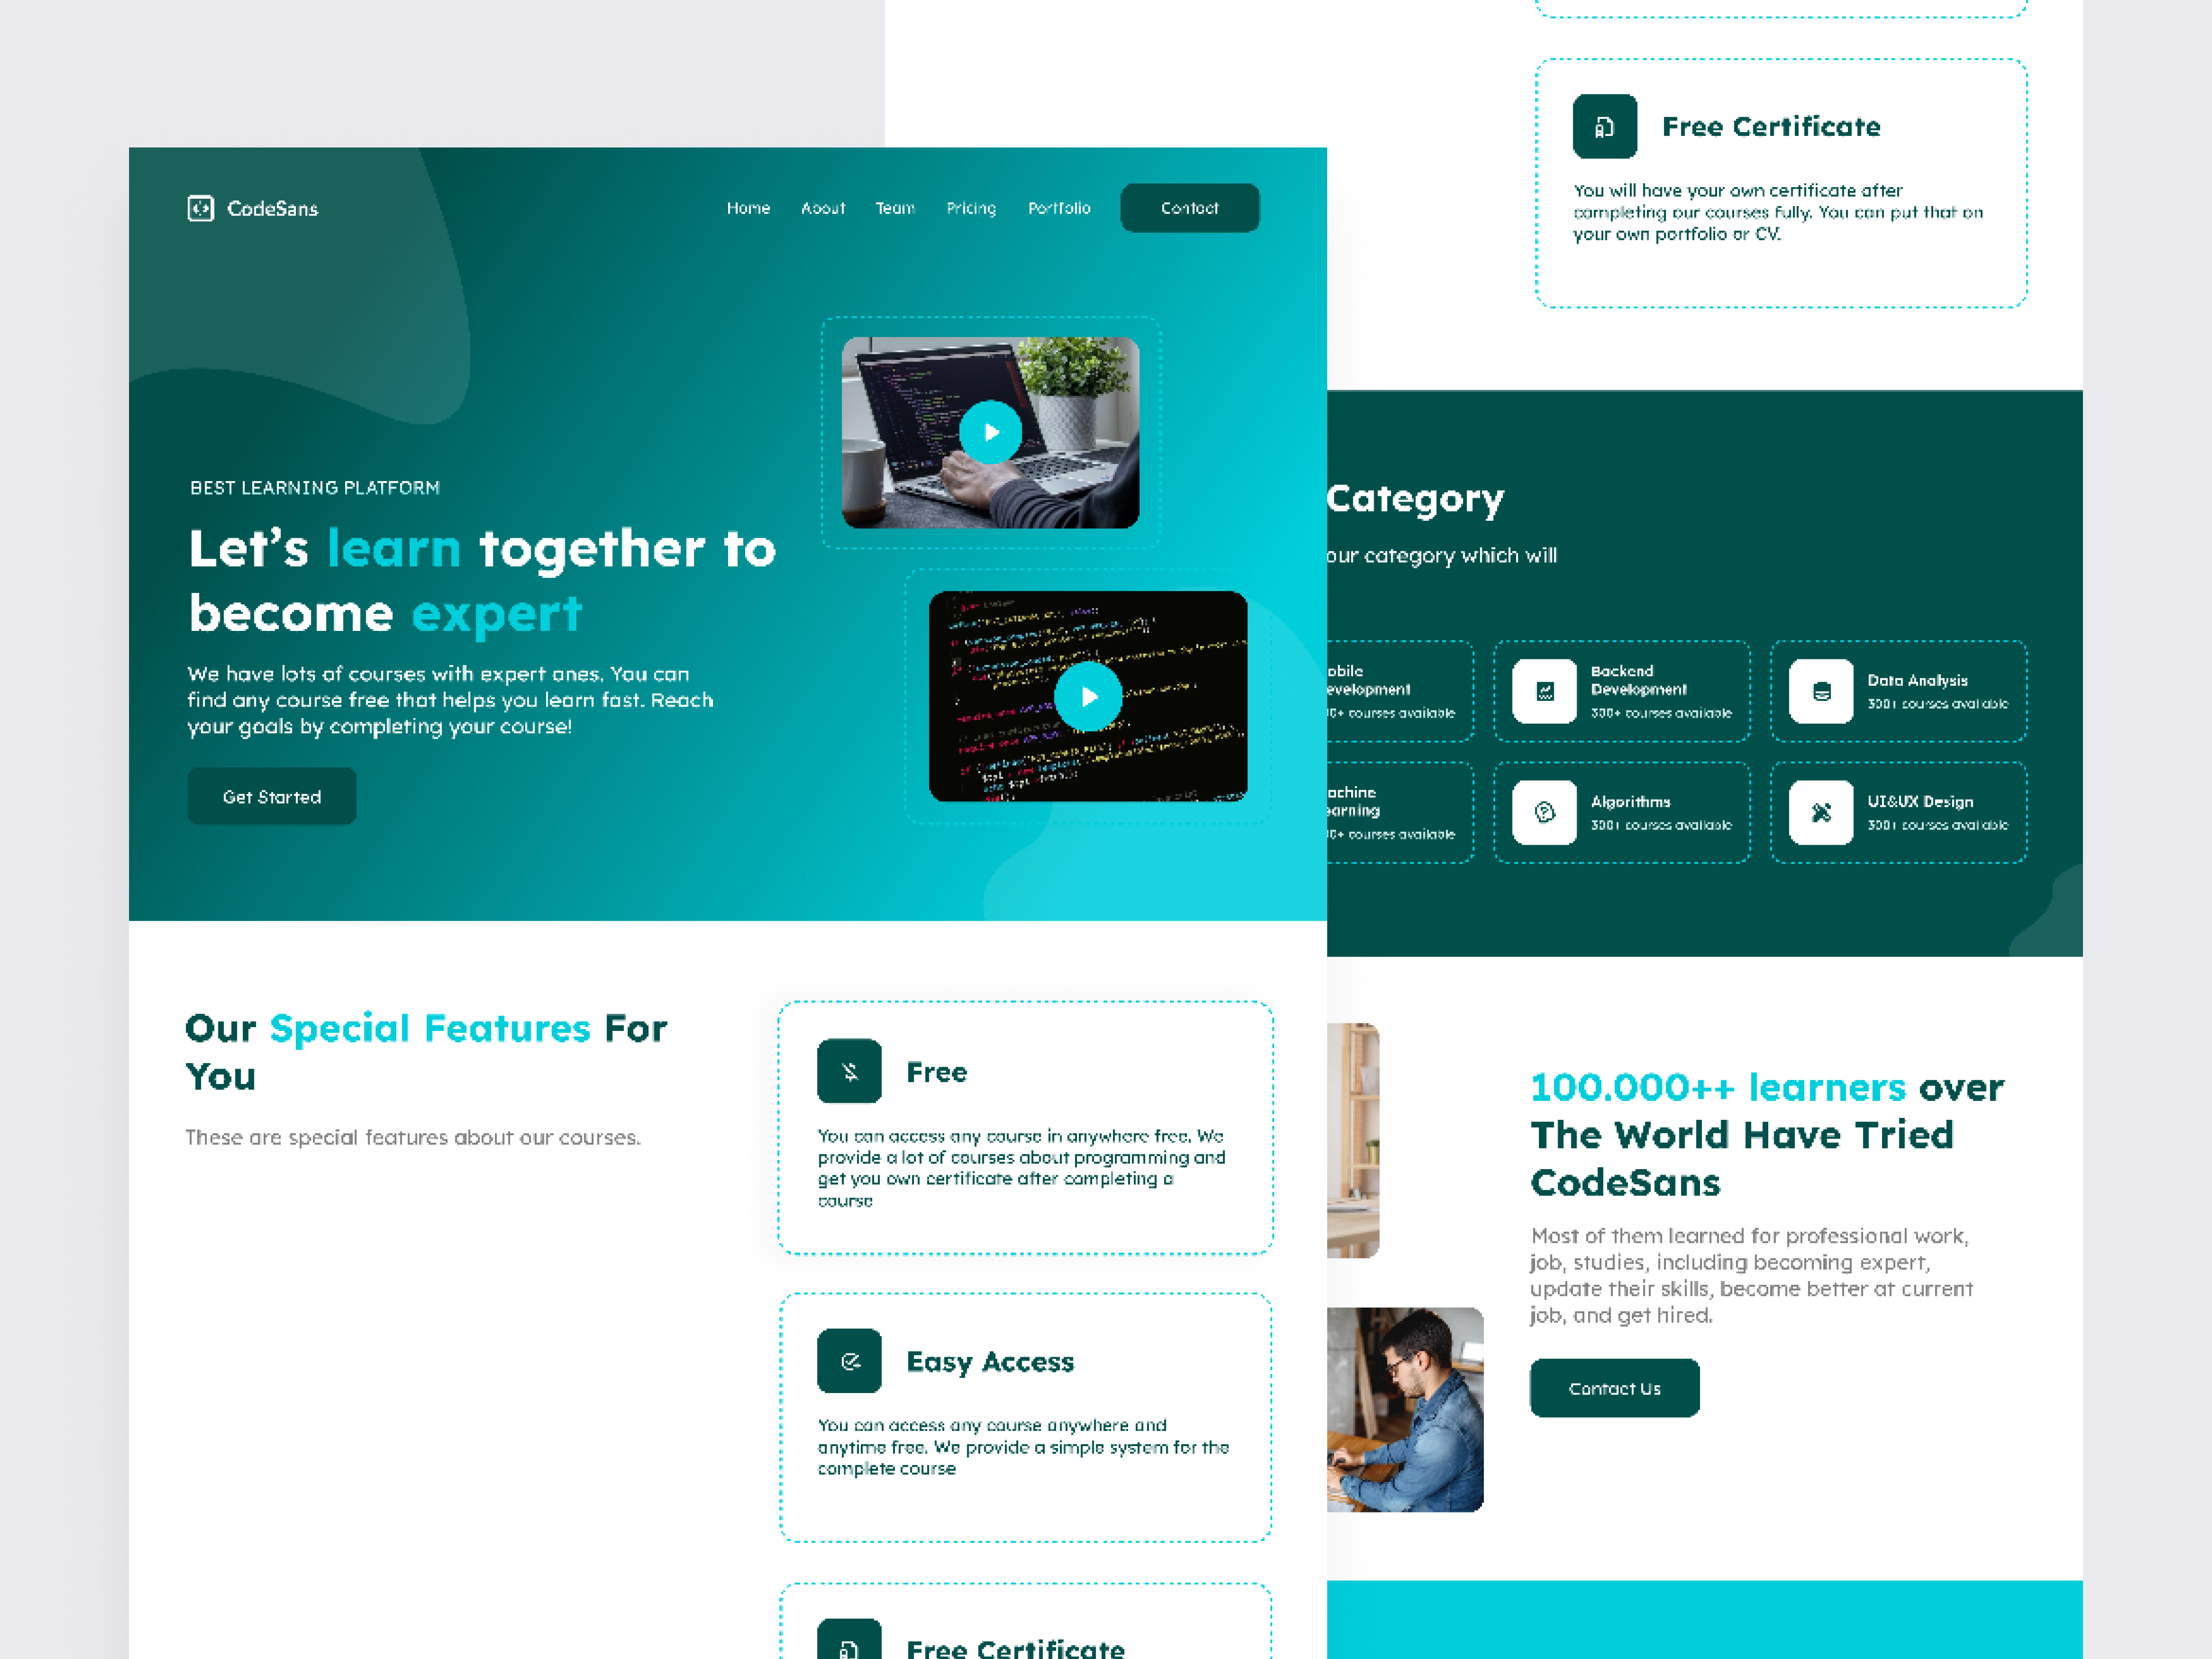 CodeSans
Home About Team Pricing Portfolio Contact
BEST LEARNING PLATFORM
Let's learn together to
become expert
We have lots of courses with expert ones. You can
find any course free that helps you learn fast. Reach
your goals by completing your course!
Get Started
Our Special Features For
You
These are special features about our courses.
Free
You can access any course in anywhere free. We
provide a lot of courses about programming and
get you own certificate after completing a
course
Easy Access
You can access any course anywhere and
anytime free. We provide a simple system for the
complete course
Free Certificate
Free Certificate
You will have your own certificate after
completing our courses fully. You can put that on
your own portfolio or CV.
Category
our category which will
obile
evelopment
0+ courses available
Backend
Development
300+ courses available
Data Analysis
300+ courses available
achine
earning
0+ courses available
Algorithms
300+ courses available
UI&UX Design
300+ courses available
100.000++ learners over
The World Have Tried
CodeSans
Most of them learned for professional work,
job, studies, including becoming expert,
update their skills, become better at current
job, and get hired.
Contact Us